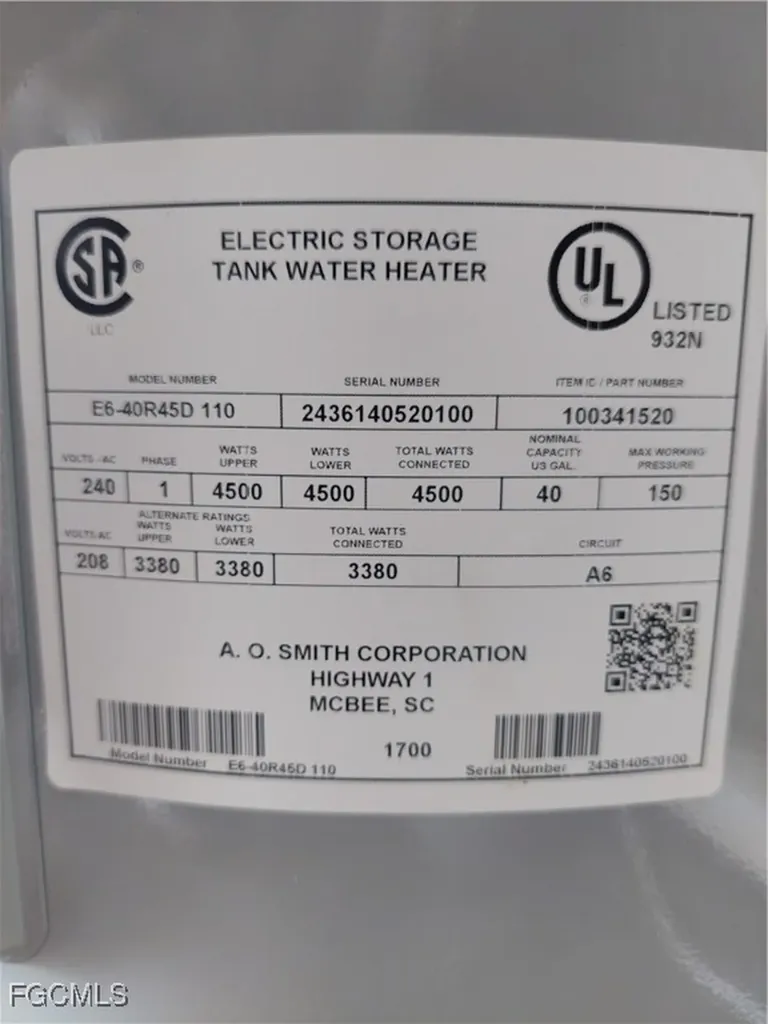 CSA®
LLC
ELECTRIC STORAGE
TANK WATER HEATER
UL®
LISTED
932N
MODEL NUMBER SERIAL NUMBER ITEM ID / PART NUMBER
E6-40R45D 110 2436140520100 100341520
VOLTS-AC PHASE WATTS UPPER WATTS LOWER TOTAL WATTS CONNECTED NOMINAL CAPACITY US GAL. MAX WORKING PRESSURE
240 1 4500 4500 4500 40 150
ALTERNATE RATINGS
VOLTS-AC WATTS UPPER WATTS LOWER TOTAL WATTS CONNECTED CIRCUIT
208 3380 3380 3380 A6
A. O. SMITH CORPORATION
HIGHWAY 1
MCBEE, SC
1700
Model Number E6-40R45D 110 Serial Number 2436140520100
FGCMLS